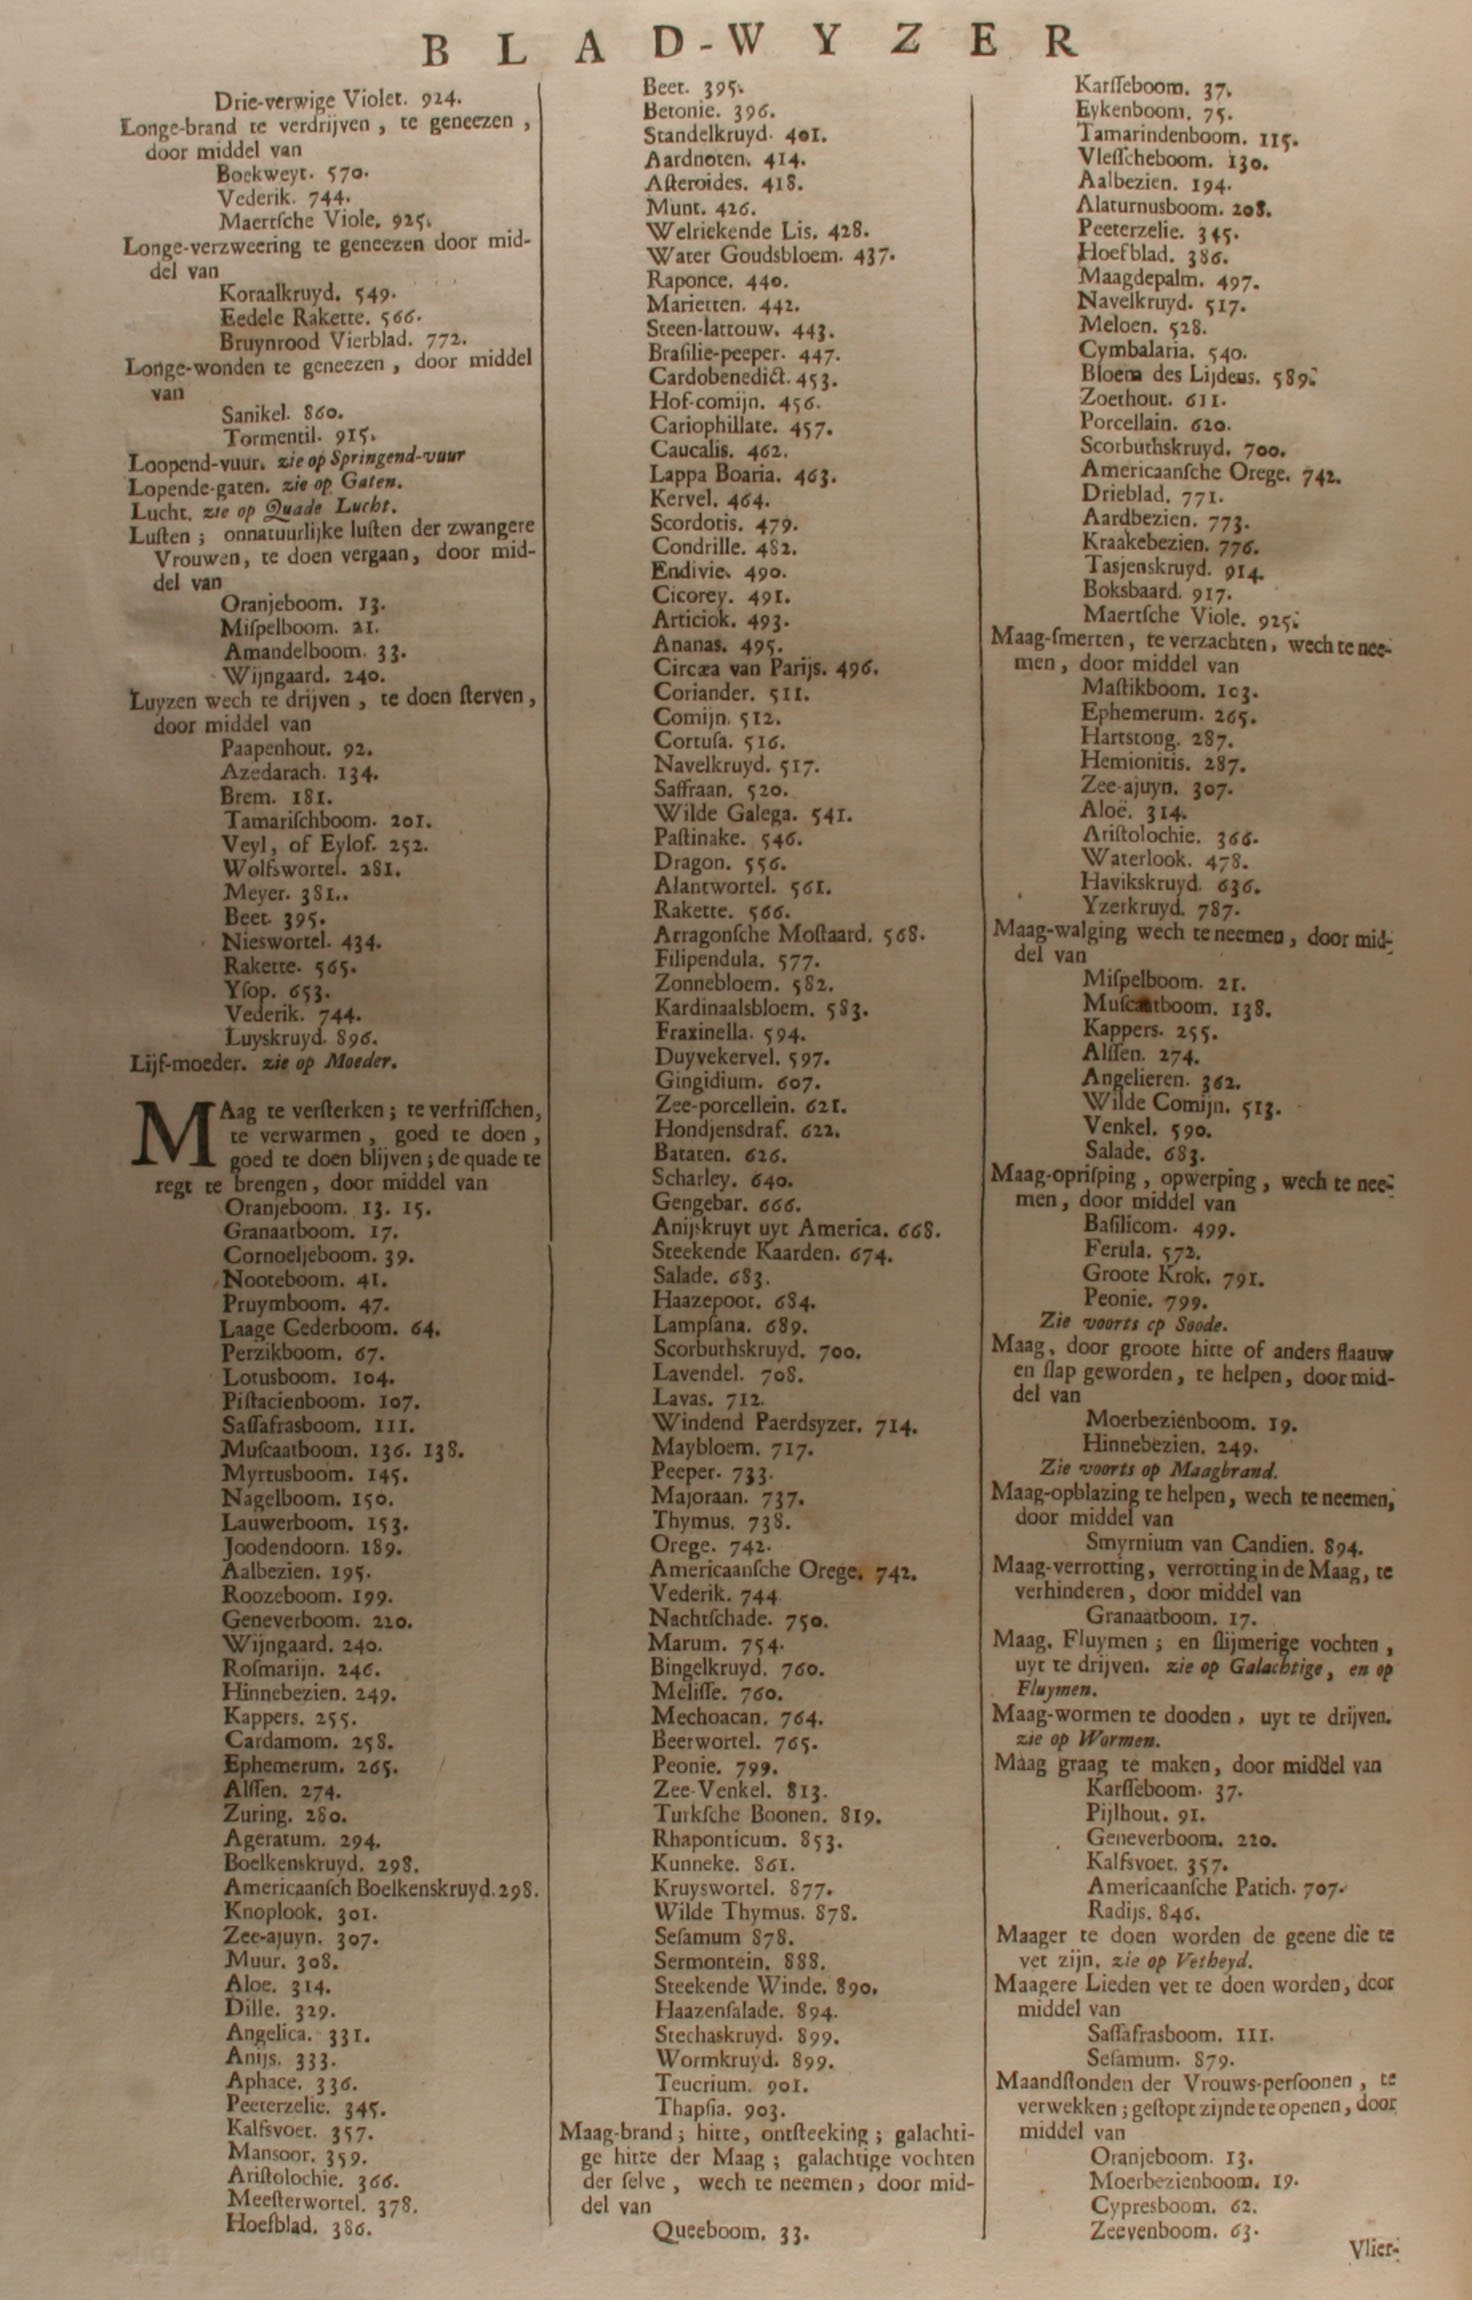 BLAD-WYZER
Drie-verwige Violet. 924.
Longe-brand te verdrijven, te geneezen,
door middel van
Boekweyt. 570.
Vederik. 744.
Maertſche Viole. 925.
Longe-verzweering te geneezen door mid-
del van
Koraalkruyd. 549.
Eedele Rakette. 566.
Bruynrood Vierblad. 772.
Longe-wonden te geneezen, door middel
van
Sanikel. 860.
Tormentil. 915.
Loopend-vuur. zie op Springend-vuur
Lopende-gaten. zie op Gaten.
Lucht. zie op Quade Lucht.
Luſten; onnatuurlijke luſten der zwangere
Vrouwen, te doen vergaan, door mid-
del van
Oranjeboom. 13.
Miſpelboom. 21.
Amandelboom. 33.
Wijngaard. 240.
Luyzen wech te drijven, te doen ſterven,
door middel van
Paapenhout. 92.
Azedarach. 134.
Brem. 181.
Tamariſchboom. 201.
Veyl, of Eylof. 252.
Wolfswortel. 281.
Meyer. 381..
Beet. 395.
Nieswortel. 434.
Rakette. 565.
Yſop. 653.
Vederik. 744.
Luyskruyd. 896.
Lijf-moeder. zie op Moeder.
MAag te verſterken; te verfriſſchen,
te verwarmen, goed te doen,
goed te doen blijven; de quade te
regt te brengen, door middel van
Oranjeboom. 13. 15.
Granaatboom. 17.
Cornoeljeboom. 39.
Nooteboom. 41.
Pruymboom. 47.
Laage Cederboom. 64.
Perzikboom. 67.
Lotusboom. 104.
Piſtacienboom. 107.
Saſſafrasboom. 111.
Muſcaatboom. 136. 138.
Myrtusboom. 145.
Nagelboom. 150.
Lauwerboom. 153.
Joodendoorn. 189.
Aalbezien. 195.
Roozeboom. 199.
Geneverboom. 220.
Wijngaard. 240.
Roſmarijn. 246.
Hinnebezien. 249.
Kappers. 255.
Cardamom. 258.
Ephemerum. 265.
Alſſen. 274.
Zuring. 280.
Ageratum. 294.
Boelkenskruyd. 298.
Americaanſch Boelkenskruyd. 298.
Knoplook. 301.
Zee-ajuyn. 307.
Muur. 308.
Aloe. 314.
Dille. 329.
Angelica. 331.
Anijs. 333.
Aphace. 336.
Peeterzelie. 345.
Kalfsvoet. 357.
Mansoor. 359.
Ariſtolochie. 366.
Meeſterwortel. 378.
Hoefblad. 386.
Beet. 395.
Betonie. 396.
Standelkruyd. 401.
Aardnoten. 414.
Aſteroides. 418.
Munt. 426.
Welriekende Lis. 428.
Water Goudsbloem. 437.
Raponce. 440.
Marietten. 442.
Steen-lattouw. 443.
Braſilie-peeper. 447.
Cardobenedict. 453.
Hof-comijn. 456.
Cariophillate. 457.
Caucalis. 462.
Lappa Boaria. 463.
Kervel. 464.
Scordotis. 479.
Condrille. 482.
Endivie. 490.
Cicorey. 491.
Articiok. 493.
Ananas. 495.
Circæa van Parijs. 496.
Coriander. 511.
Comijn. 512.
Cortuſa. 516.
Navelkruyd. 517.
Saffraan. 520.
Wilde Galega. 541.
Paſtinake. 546.
Dragon. 556.
Alantwortel. 561.
Rakette. 566.
Arragonſche Moſtaard. 568.
Filipendula. 577.
Zonnebloem. 582.
Kardinaalsbloem. 583.
Fraxinella. 594.
Duyvekervel. 597.
Gingidium. 607.
Zee-porcellein. 621.
Hondjensdraf. 622.
Bataten. 626.
Scharley. 640.
Gengebar. 666.
Anijskruyt uyt America. 668.
Steekende Kaarden. 674.
Salade. 683.
Haazepoot. 684.
Lampſana. 689.
Scorbuthskruyd. 700.
Lavendel. 708.
Lavas. 712.
Windend Paerdsyzer. 714.
Maybloem. 717.
Peeper. 733.
Majoraan. 737.
Thymus. 738.
Orege. 742.
Americaanſche Orege. 742.
Vederik. 744.
Nachtſchade. 750.
Marum. 754.
Bingelkruyd. 760.
Meliſſe. 760.
Mechoacan. 764.
Beerwortel. 765.
Peonie. 799.
Zee-Venkel. 813.
Turkſche Boonen. 819.
Rhaponticum. 853.
Kunneke. 861.
Kruyswortel. 877.
Wilde Thymus. 878.
Seſamum 878.
Sermontein. 888.
Steekende Winde. 890.
Haazenſalade. 894.
Stechaskruyd. 899.
Wormkruyd. 899.
Teucrium. 901.
Thapſia. 903.
Maag-brand; hitte, ontſteeking; galachti-
ge hitte der Maag; galachtige vochten
der ſelve, wech te neemen, door mid-
del van
Queeboom. 33.
Karſſeboom. 37.
Eykenboom. 75.
Tamarindenboom. 115.
Vleſſcheboom. 130.
Aalbezien. 194.
Alaturnusboom. 208.
Peeterzelie. 345.
Hoefblad. 386.
Maagdepalm. 497.
Navelkruyd. 517.
Meloen. 528.
Cymbalaria. 540.
Bloem des Lijdens. 589.
Zoethout. 611.
Porcellain. 620.
Scorbuthskruyd. 700.
Americaanſche Orege. 742.
Drieblad. 771.
Aardbezien. 773.
Kraakebezien. 776.
Tasjenskruyd. 914.
Boksbaard. 917.
Maertſche Viole. 925.
Maag-ſmerten, te verzachten, wech te nee-
men, door middel van
Maſtikboom. 103.
Ephemerum. 265.
Hartstong. 287.
Hemionitis. 287.
Zee-ajuyn. 307.
Aloë. 314.
Ariſtolochie. 366.
Waterlook. 478.
Havikskruyd. 636.
Yzerkruyd. 787.
Maag-walging wech te neemen, door mid-
del van
Miſpelboom. 21.
Muſcaatboom. 138.
Kappers. 255.
Alſſen. 274.
Angelieren. 362.
Wilde Comijn. 513.
Venkel. 590.
Salade. 683.
Maag-opriſping, opwerping, wech te nee-
men, door middel van
Baſilicom. 499.
Ferula. 572.
Groote Krok. 791.
Peonie. 799.
Zie voorts op Soode.
Maag, door groote hitte of anders flaauw
en ſlap geworden, te helpen, door mid-
del van
Moerbezienboom. 19.
Hinnebezien. 249.
Zie voorts op Maagbrand.
Maag-opblazing te helpen, wech te neemen,
door middel van
Smyrnium van Candien. 894.
Maag-verrotting, verrotting in de Maag, te
verhinderen, door middel van
Granaatboom. 17.
Maag. Fluymen; en ſlijmerige vochten,
uyt te drijven. zie op Galachtige, en op
Fluymen.
Maag-wormen te dooden, uyt te drijven.
zie op Wormen.
Maag graag te maken, door middel van
Karſſeboom. 37.
Pijlhout. 91.
Geneverboom. 220.
Kalfsvoet. 357.
Americaanſche Patich. 707.
Radijs. 846.
Maager te doen worden de geene die te
vet zijn. zie op Vetheyd.
Maagere Lieden vet te doen worden, door
middel van
Saſſafrasboom. 111.
Seſamum. 879.
Maandſtonden der Vrouws-perſoonen, te
verwekken; geſtopt zijnde te openen, door
middel van
Oranjeboom. 13.
Moerbezienboom. 19.
Cypresboom. 62.
Zeevenboom. 63.
Vlier-